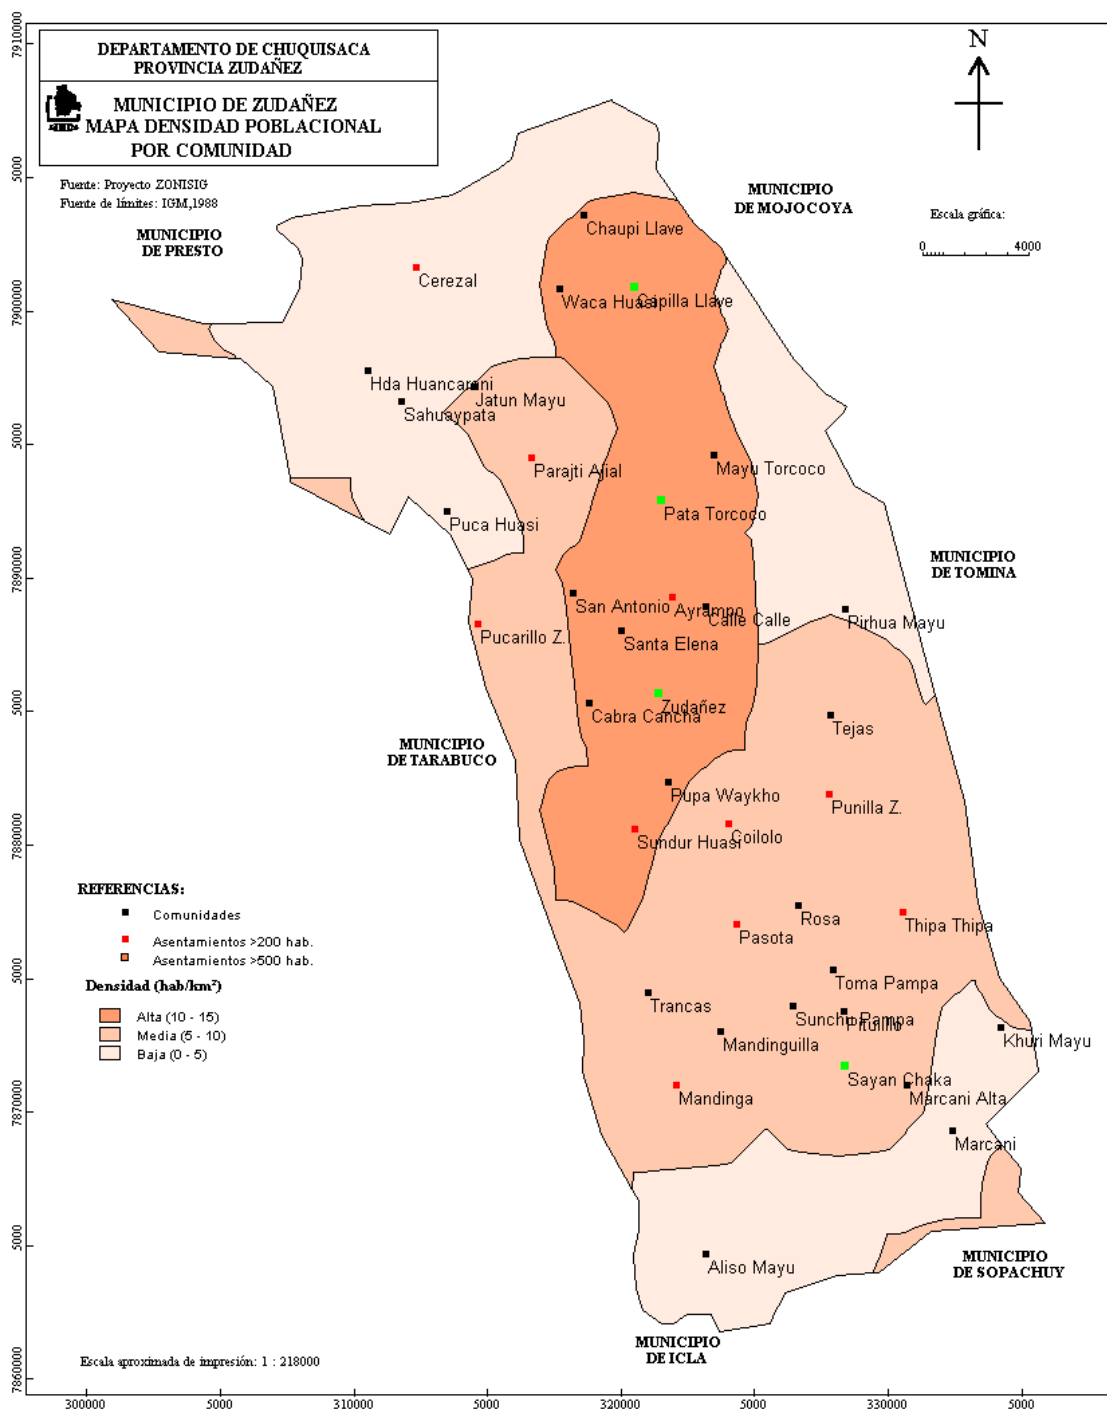 DEPARTAMENTO DE CHUQUISACA
PROVINCIA ZUDAÑEZ
MUNICIPIO DE ZUDAÑEZ
MAPA DENSIDAD POBLACIONAL
POR COMUNIDAD
Fuente: Proyecto ZONISIG
Fuente de límites: IGM,1988
N
Escala gráfica:
0
4000
MUNICIPIO
DE PRESTO
MUNICIPIO
DE MOJOCOYA
Chaupi Llave
Cerezal
Waca Huasi
Capilla Llave
Hda Huancarani
Jatun Mayu
Sahuaypata
Parajti Ajial
Mayu Torcoco
Pata Torcoco
Puca Huasi
MUNICIPIO
DE TOMINA
San Antonio
Ayrampo
Calle Calle
Pirhua Mayu
Pucarillo Z.
Santa Elena
Zudañez
Cabra Cancha
Tejas
MUNICIPIO
DE TARABUCO
Pupa Waykho
Punilla Z.
Sundur Huasi
Coilolo
Rosa
Thipa Thipa
Pasota
Toma Pampa
Trancas
Sunchu Pampa
Pitulilo
Mandinguilla
Khuri Mayu
Sayan Chaka
Mandinga
Marcani Alta
Marcani
Aliso Mayu
MUNICIPIO
DE SOPACHUY
MUNICIPIO
DE ICLA
REFERENCIAS:
Comunidades
Asentamientos >200 hab.
Asentamientos >500 hab.
Densidad (hab/km²)
Alta (10 - 15)
Media (5 - 10)
Baja (0 - 5)
Escala aproximada de impresión: 1 : 218000
7910000
5000
7900000
5000
7890000
5000
7880000
5000
7870000
5000
7860000
300000
5000
310000
5000
320000
5000
330000
5000